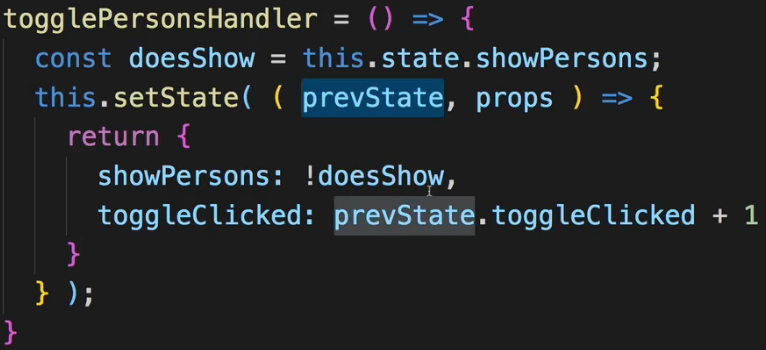 togglePersonsHandler = () => {
const doesShow = this.state.showPersons;
this.setState( ( prevState, props ) => {
return {
showPersons: !doesShow,
toggleClicked: prevState.toggleClicked + 1
}
} );
}